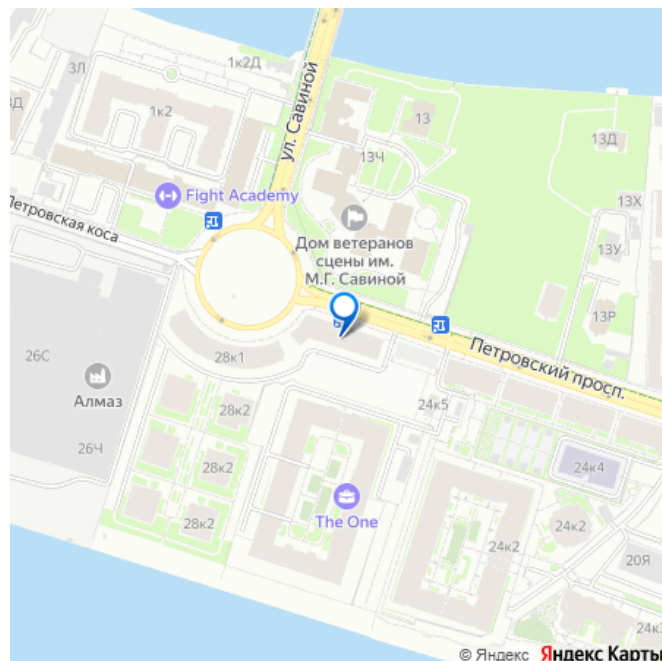 1к2Д
3Л
3Д
1к2
ул. Савиной
13
13Ч
13Д
Fight Academy
13Х
Петровская коса
Дом ветеранов
сцены им.
М.Г. Савиной
13У
13Р
26С
28к1
Петровский просп.
Алмаз
28к2
24к5
26Ч
28к2
24к4
28к2
The One
24к2
24к2
20Я
24к
© Яндекс Яндекс Карты